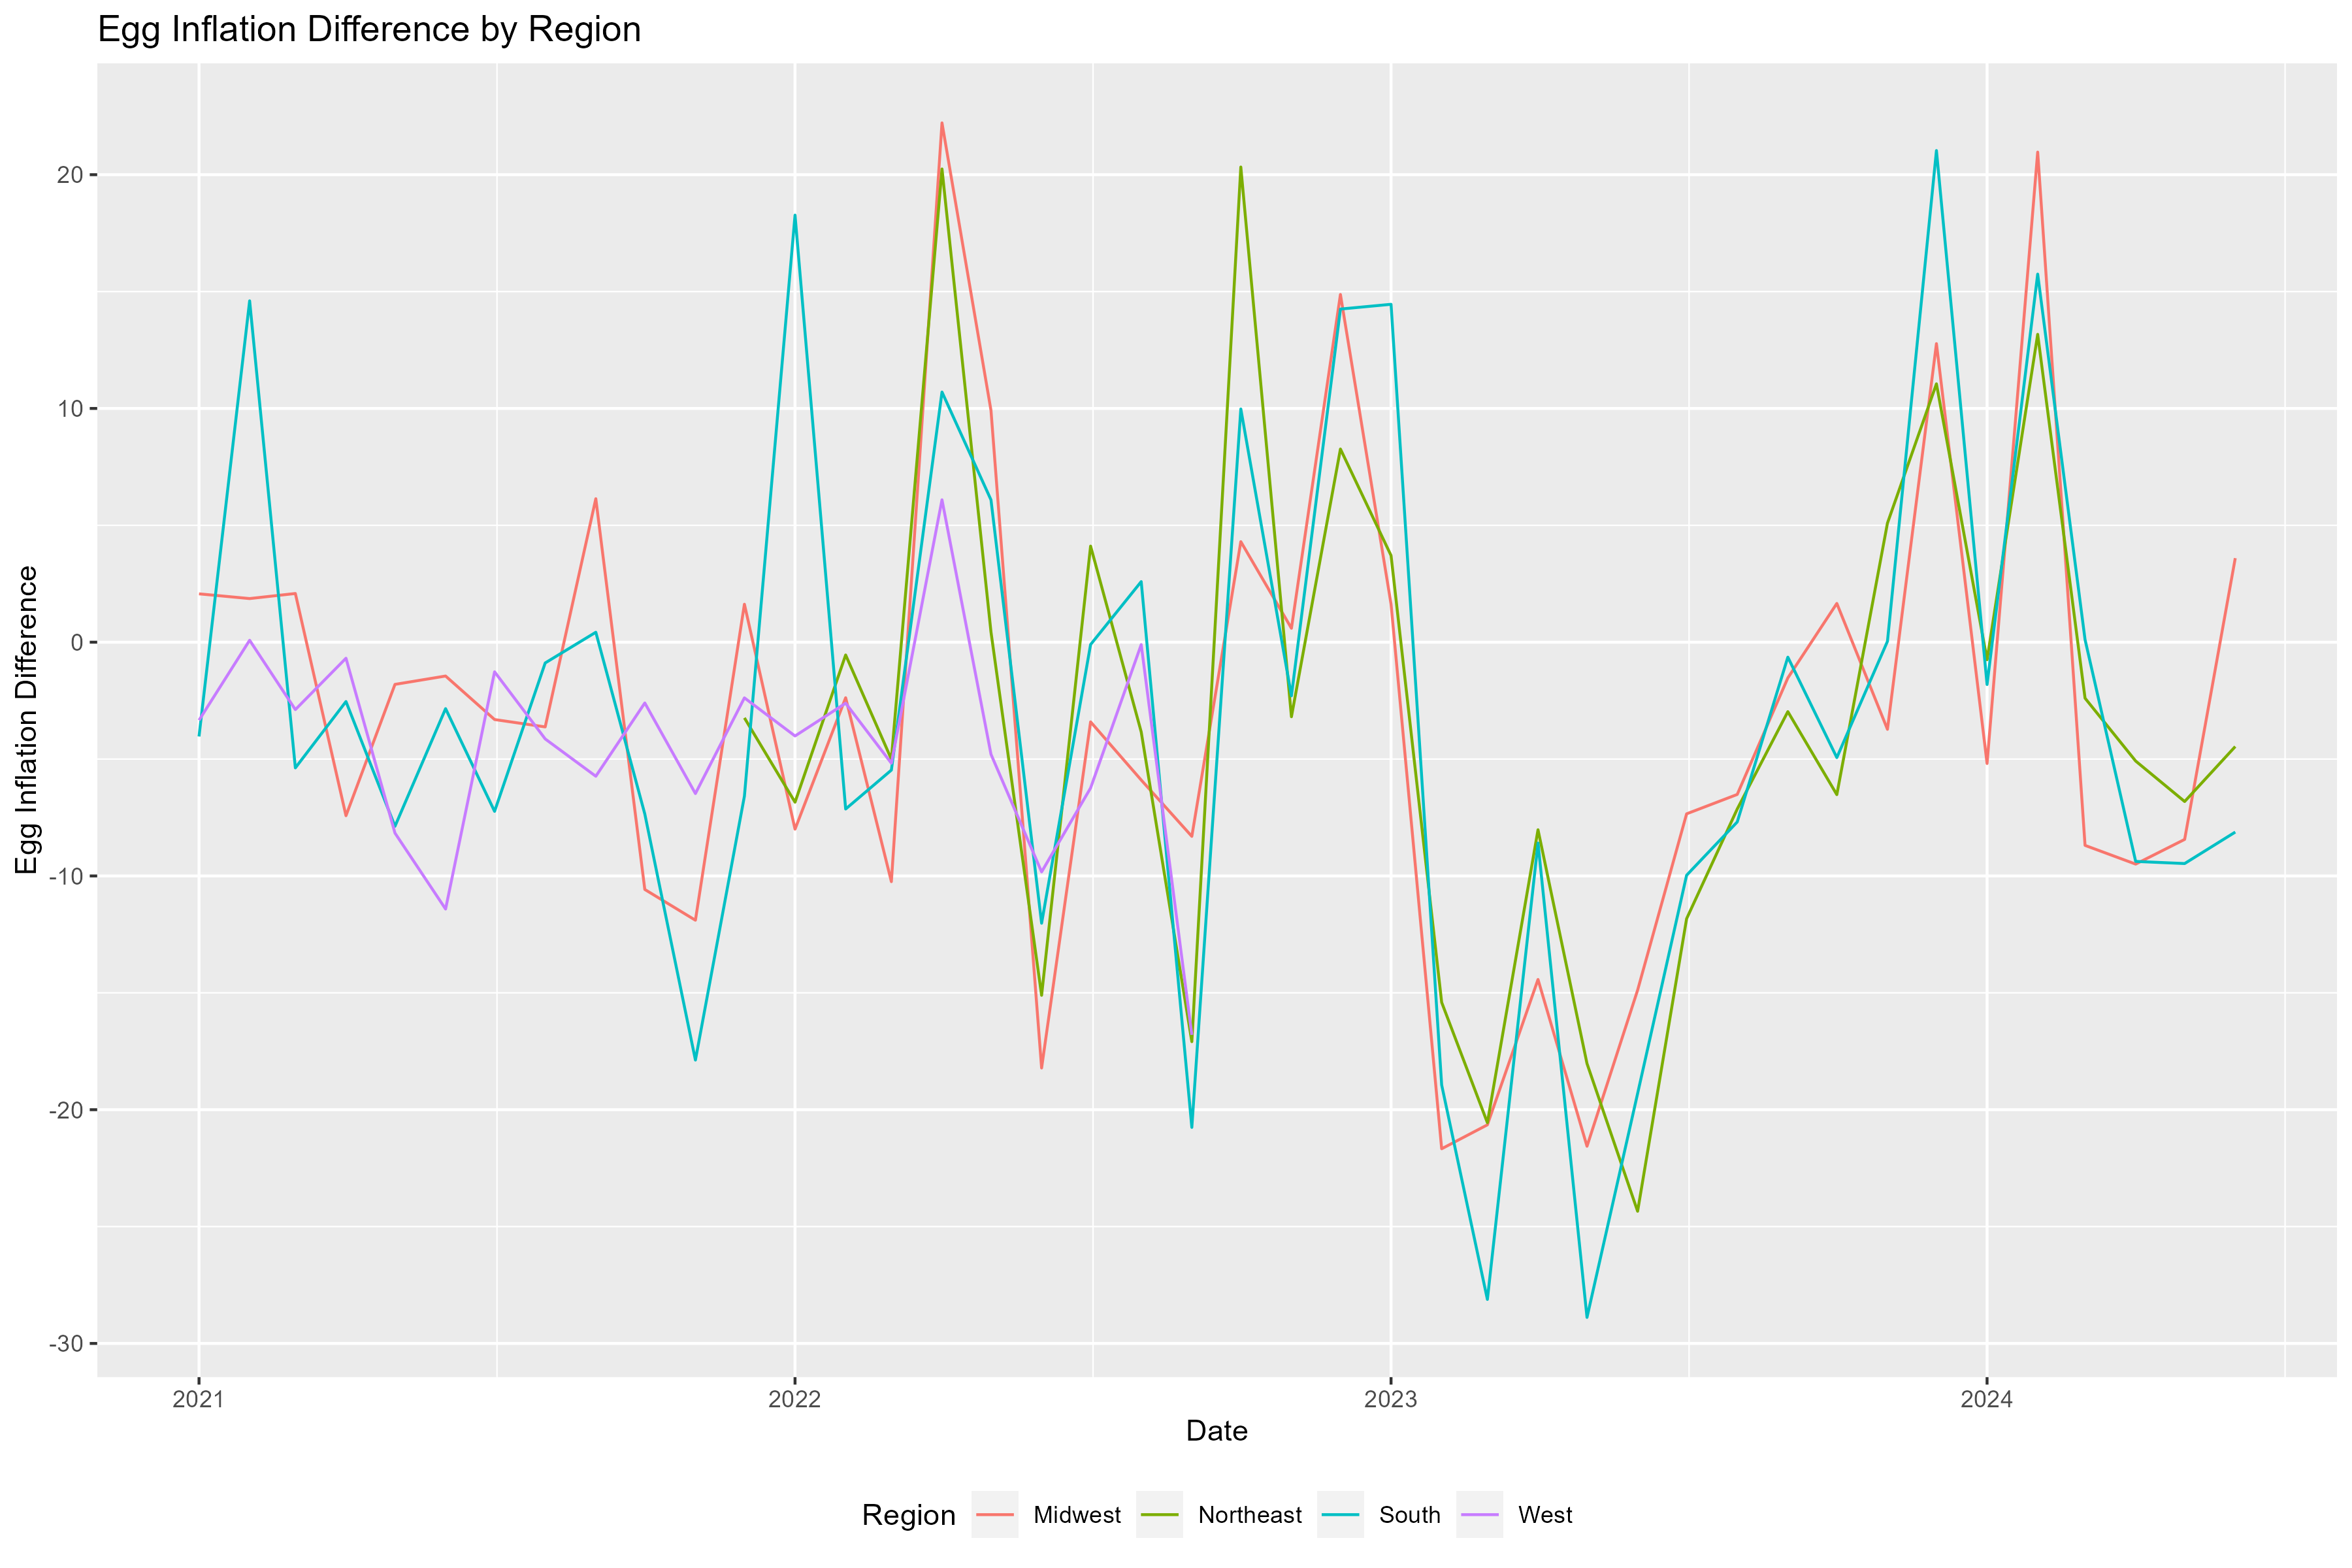 Egg Inflation Difference by Region
Egg Inflation Difference
20
10
0
-10
-20
-30
2021 2022 2023 2024
Date
Region Midwest Northeast South West